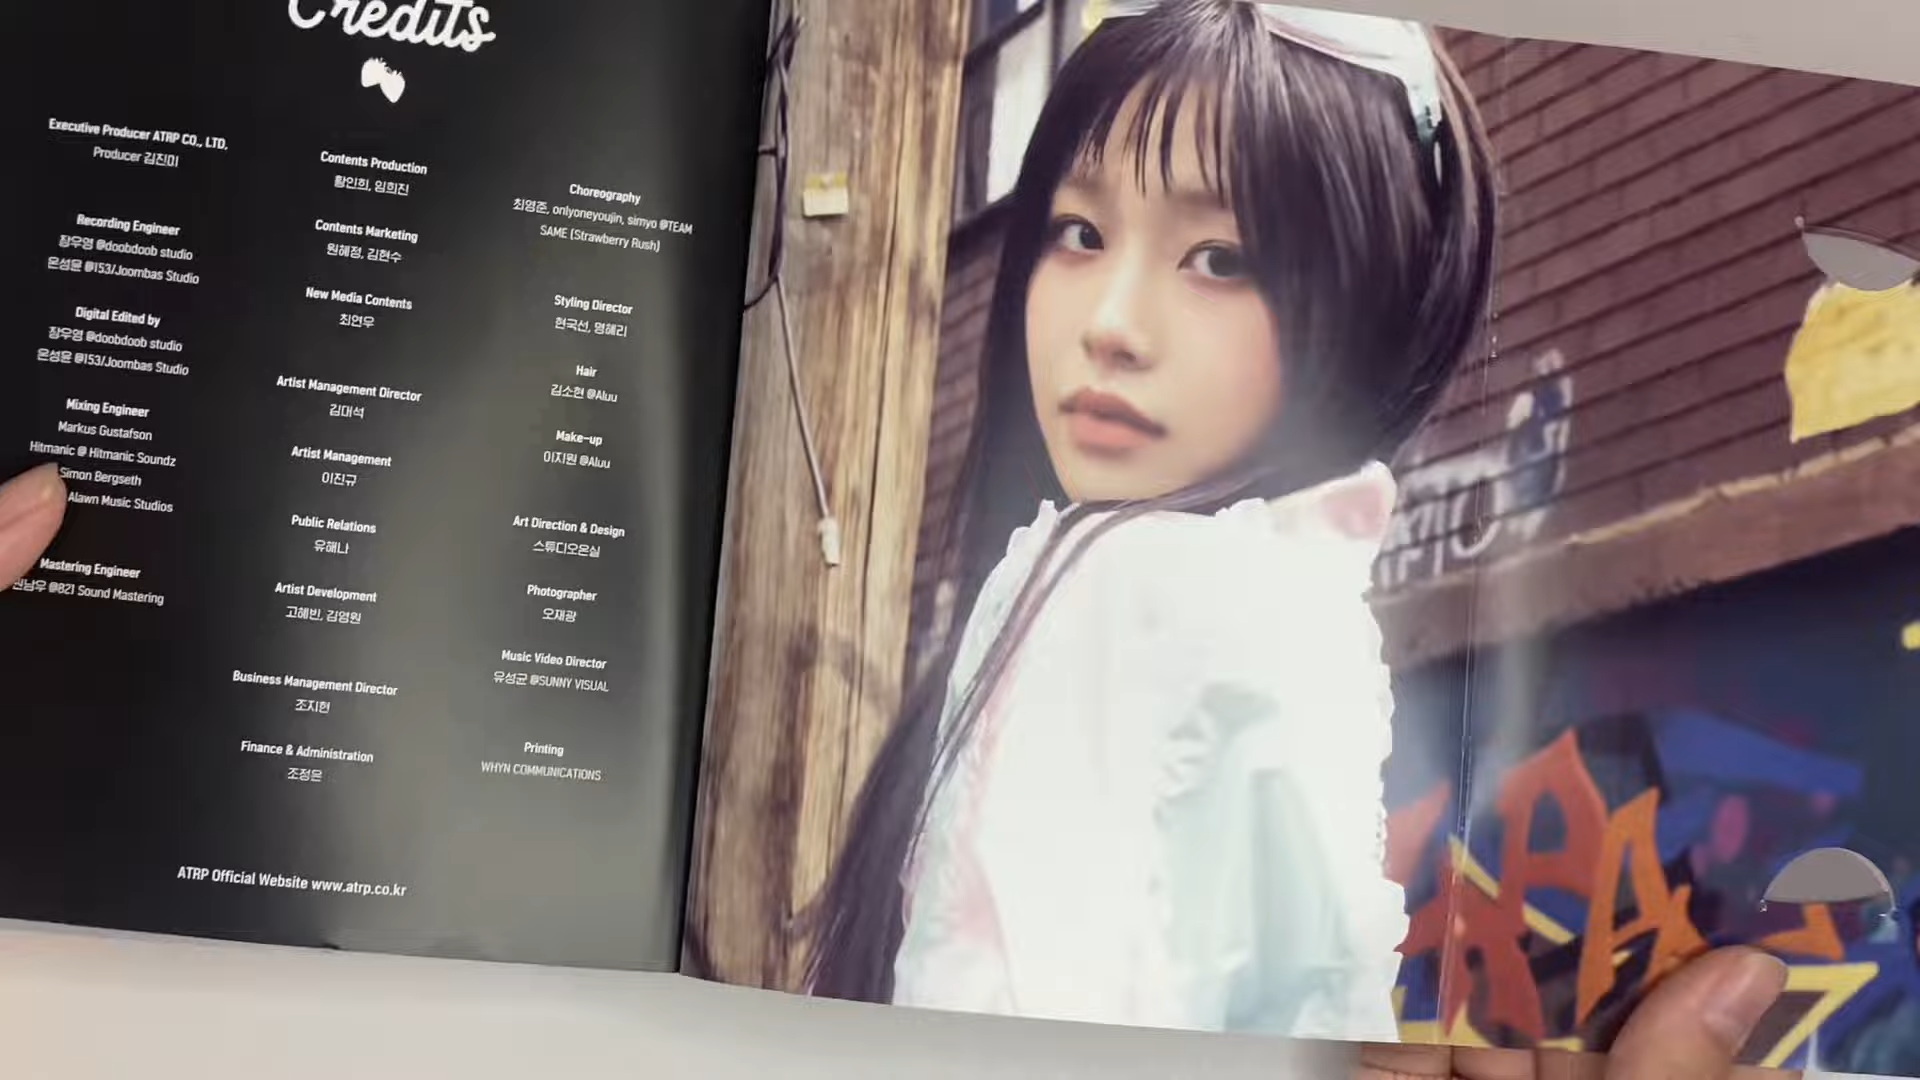 Credits
Executive Producer ATRP CO., LTD.
Producer 김진미
Recording Engineer
장우영 @doobdoob studio
은성윤 @153/Joombas Studio
Digital Edited by
장우영 @doobdoob studio
은성윤 @153/Joombas Studio
Mixing Engineer
Markus Gustafson
Hitmanic @ Hitmanic Soundz
Simon Bergseth
Alawn Music Studios
Mastering Engineer
권남우 @821 Sound Mastering
Contents Production
황인희, 임희진
Contents Marketing
원혜정, 김현수
New Media Contents
최연우
Artist Management Director
김대석
Artist Management
이진규
Public Relations
유해나
Artist Development
고혜빈, 김영원
Business Management Director
조지현
Finance & Administration
조정은
Choreography
최영준, onlyoneyoujin, simyo @TEAM
SAME (Strawberry Rush)
Styling Director
현국선, 명혜리
Hair
김소현 @Aluu
Make-up
이지원 @Aluu
Art Direction & Design
스튜디오온실
Photographer
오재광
Music Video Director
유성균 @SUNNY VISUAL
Printing
WHYN COMMUNICATIONS
ATRP Official Website www.atrp.co.kr